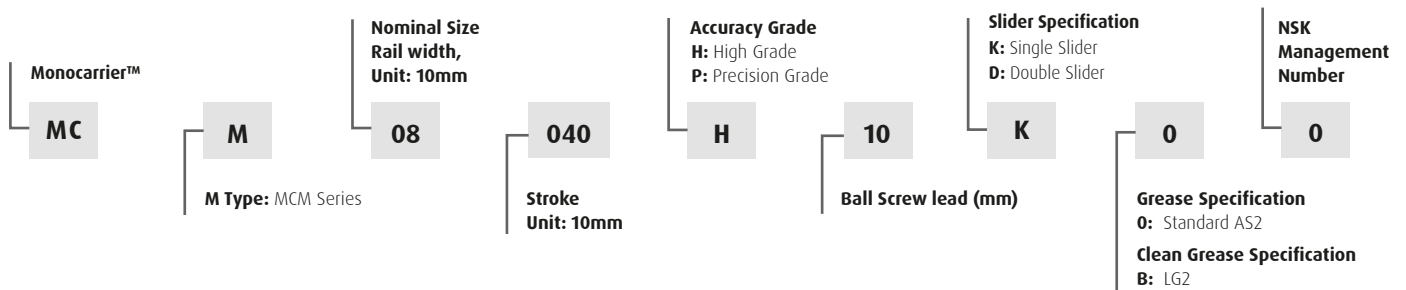 Monocarrier™
MC
M
M Type: MCM Series
Nominal Size
Rail width,
Unit: 10mm
08
040
Stroke
Unit: 10mm
Accuracy Grade
H: High Grade
P: Precision Grade
H
10
Ball Screw lead (mm)
Slider Specification
K: Single Slider
D: Double Slider
K
0
Grease Specification
0: Standard AS2
Clean Grease Specification
B: LG2
NSK
Management
Number
0